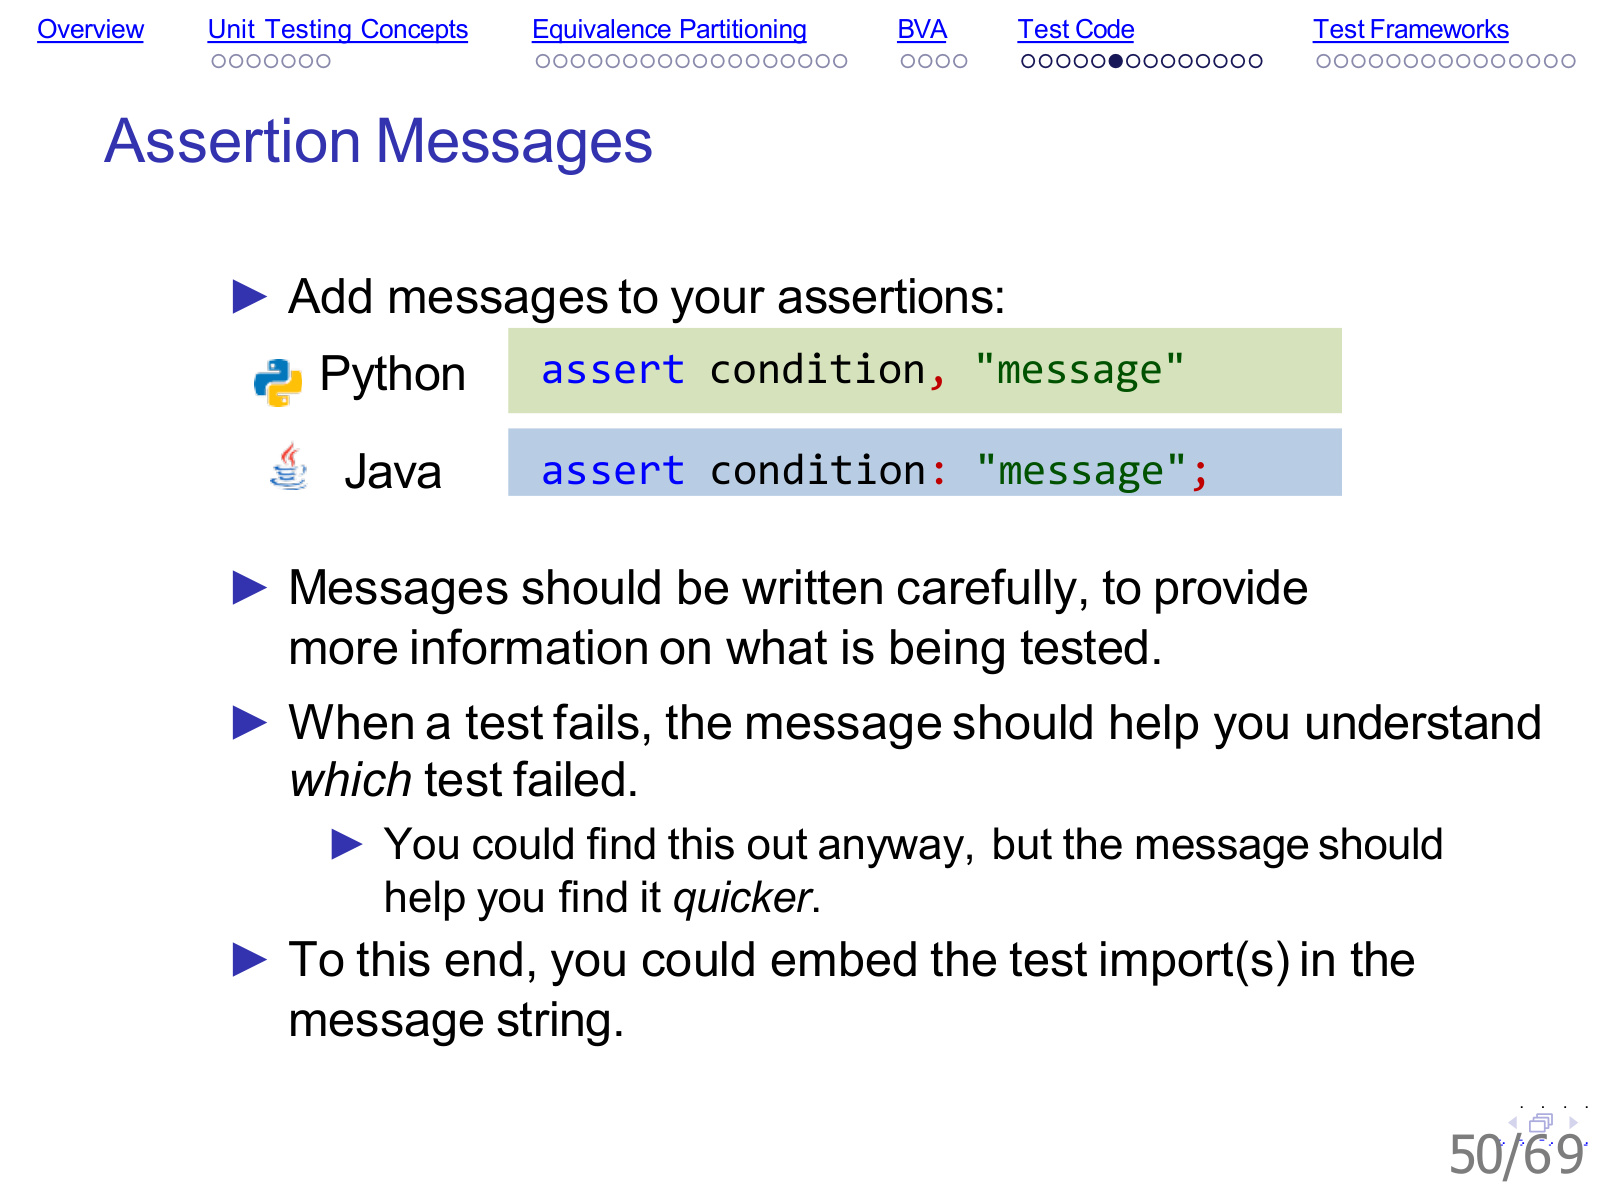 Overview Unit Testing Concepts Equivalence Partitioning BVA Test Code Test Frameworks
Assertion Messages
► Add messages to your assertions:
Python assert condition, "message"
Java assert condition: "message";
► Messages should be written carefully, to provide
more information on what is being tested.
► When a test fails, the message should help you understand
which test failed.
► You could find this out anyway, but the message should
help you find it quicker.
► To this end, you could embed the test import(s) in the
message string.
50/69